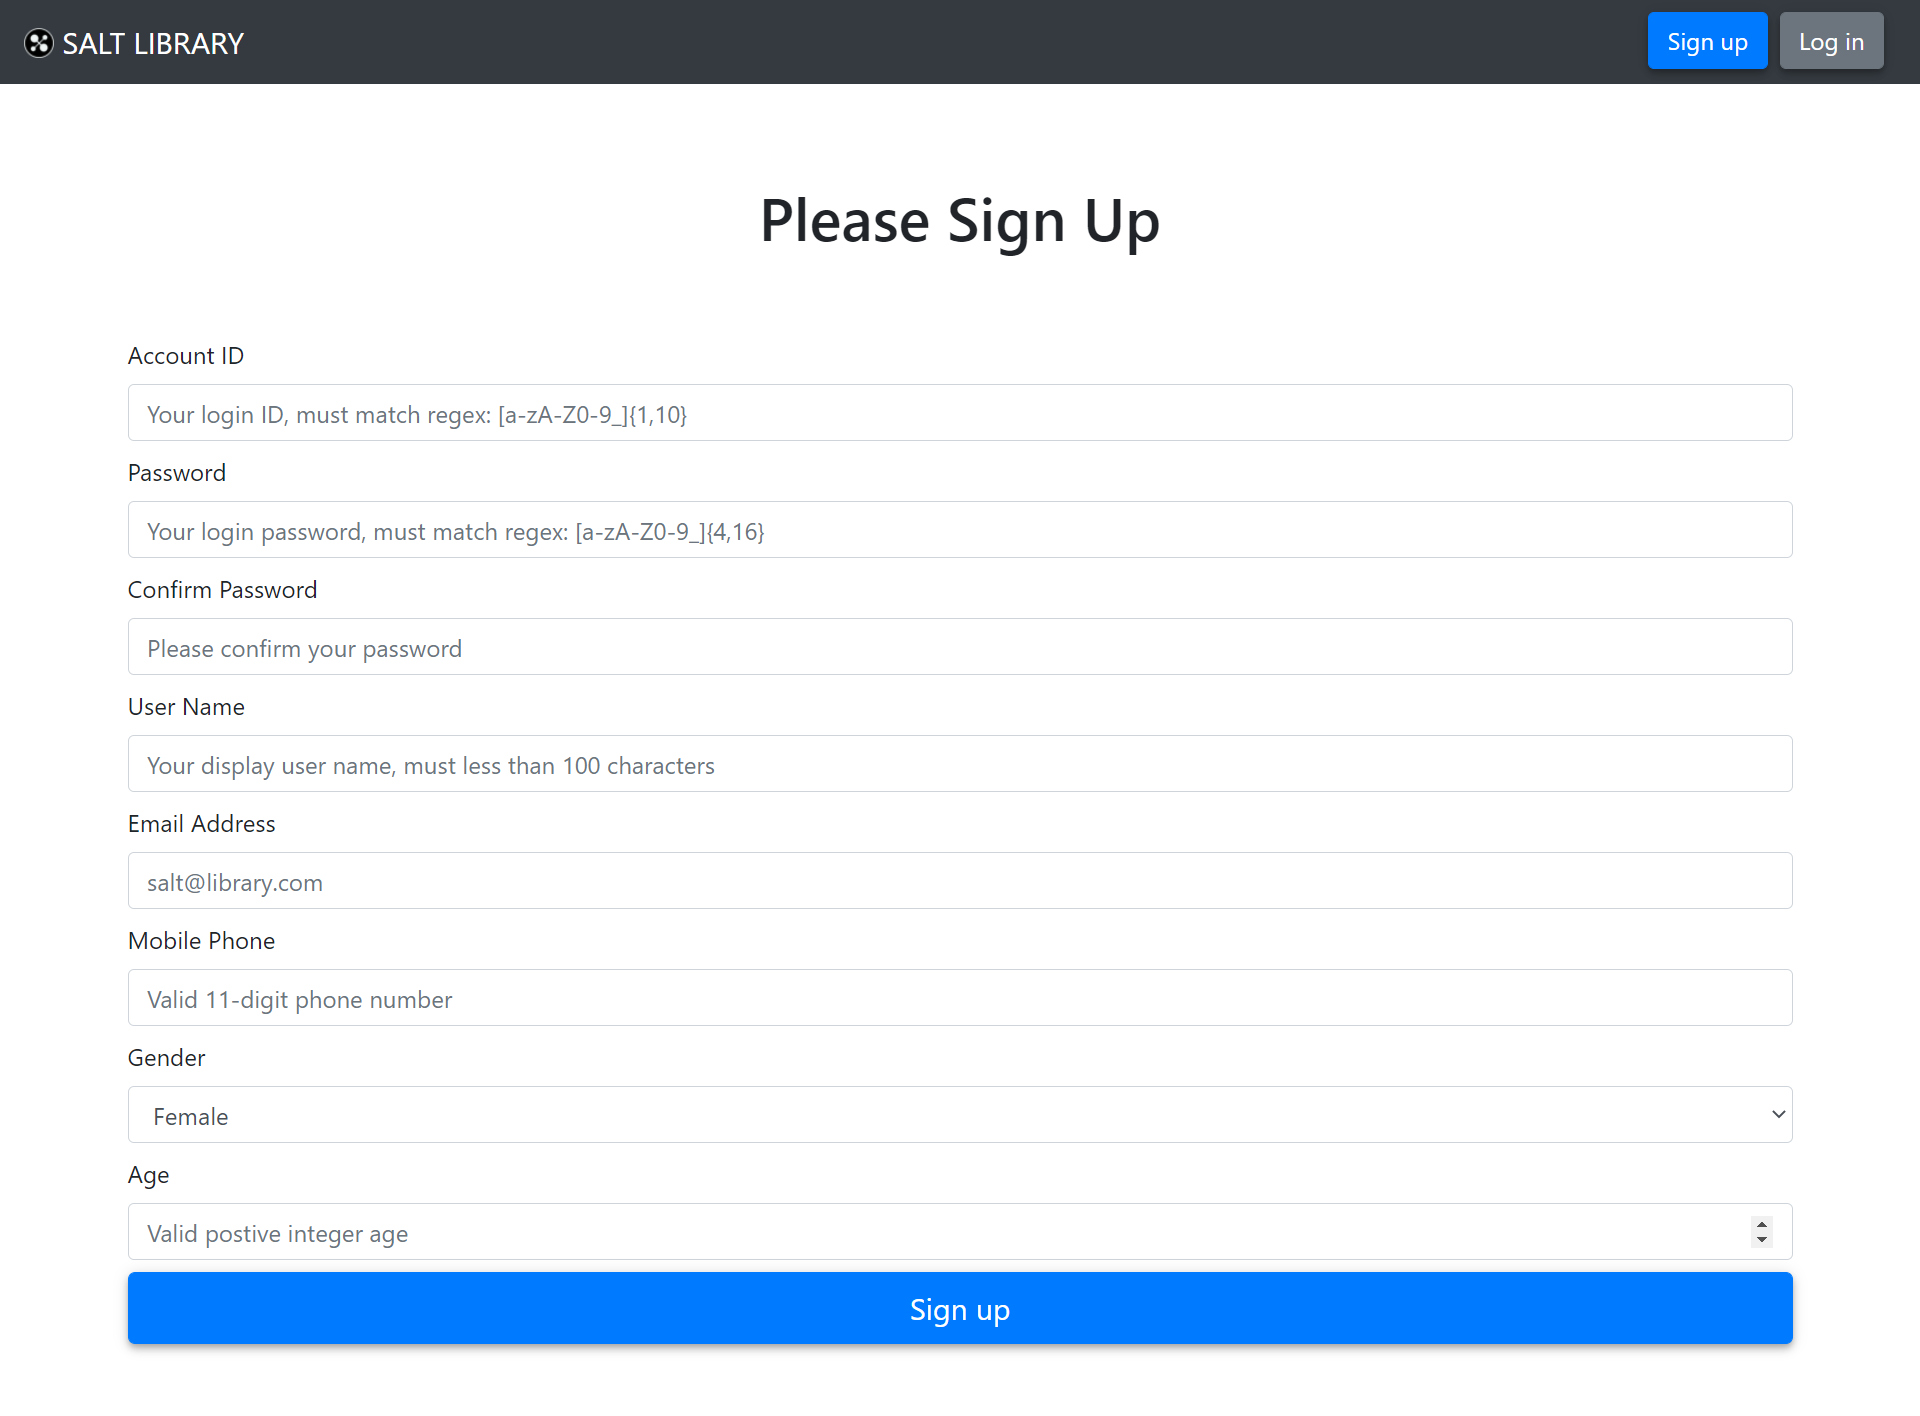 SALT LIBRARY
Sign up
Log in
Please Sign Up
Account ID
Your login ID, must match regex: [a-zA-Z0-9_]{1,10}
Password
Your login password, must match regex: [a-zA-Z0-9_]{4,16}
Confirm Password
Please confirm your password
User Name
Your display user name, must less than 100 characters
Email Address
salt@library.com
Mobile Phone
Valid 11-digit phone number
Gender
Female
Age
Valid postive integer age
Sign up